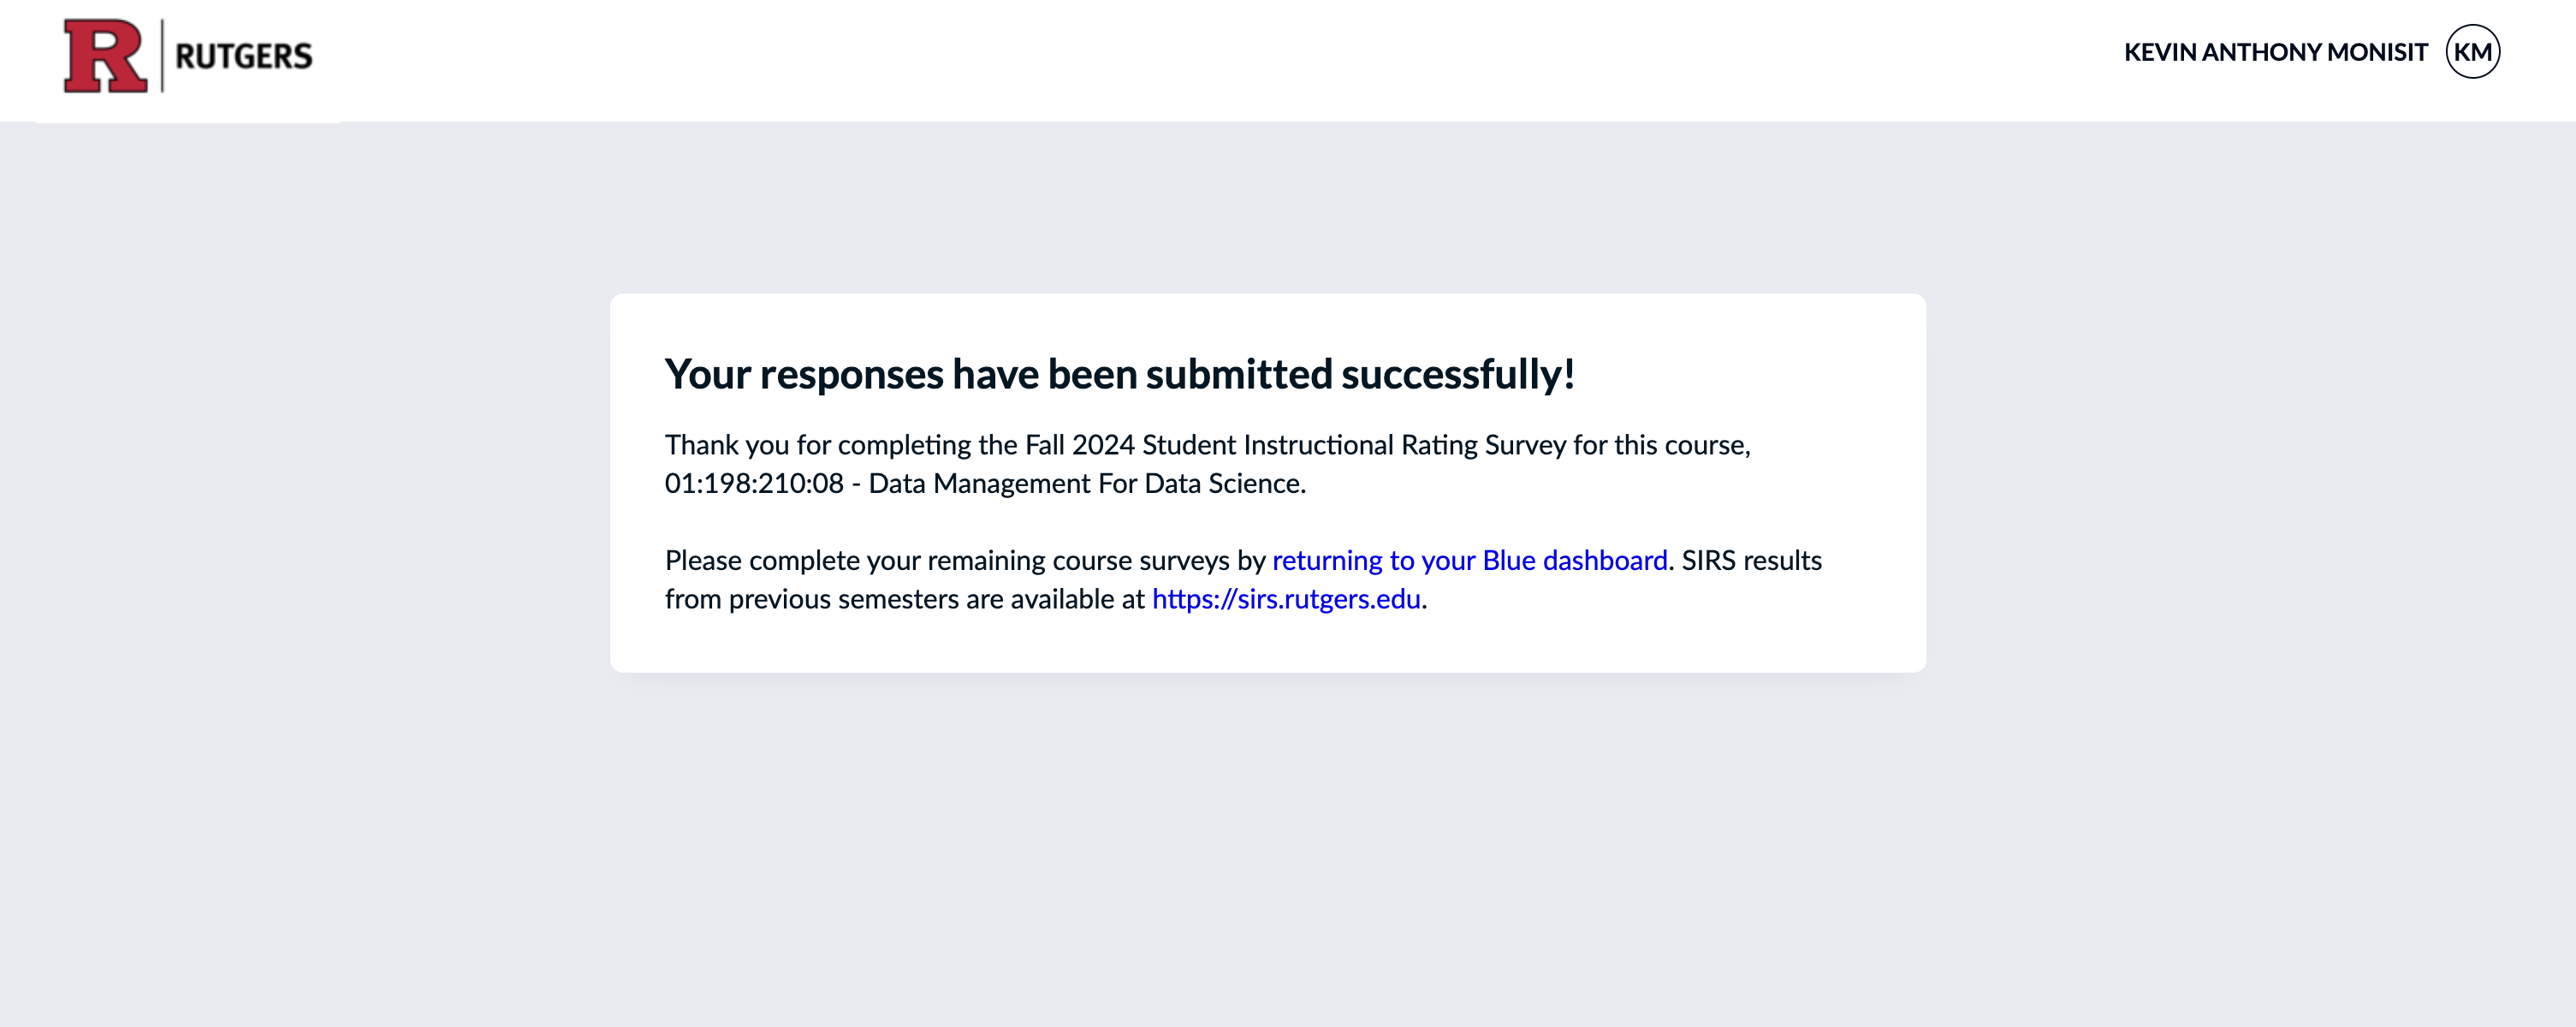 R RUTGERS
KEVIN ANTHONY MONISIT KM
Your responses have been submitted successfully!
Thank you for completing the Fall 2024 Student Instructional Rating Survey for this course,
01:198:210:08 - Data Management For Data Science.
Please complete your remaining course surveys by returning to your Blue dashboard. SIRS results
from previous semesters are available at https://sirs.rutgers.edu.